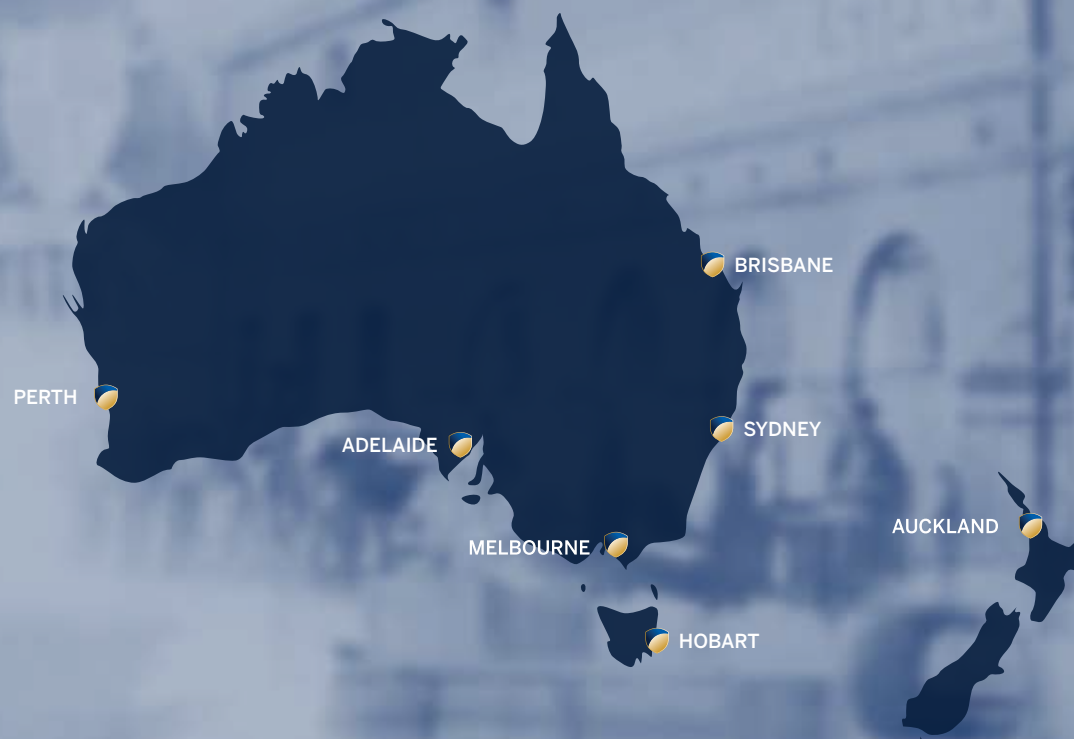 BRISBANE
PERTH
SYDNEY
ADELAIDE
AUCKLAND
MELBOURNE
HOBART